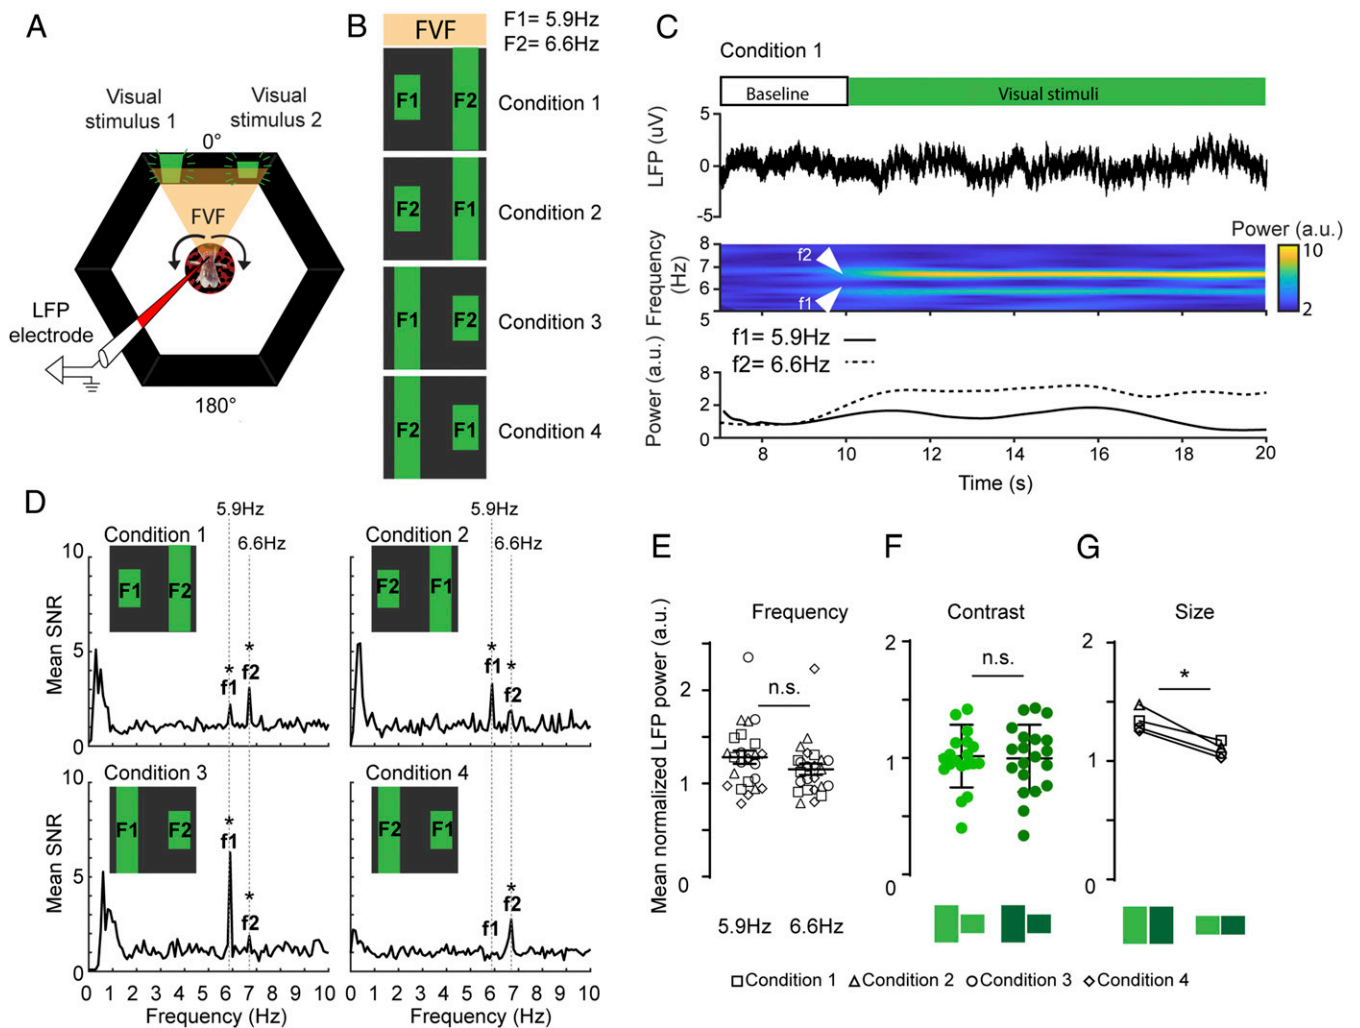 A
Visual
stimulus 1
Visual
stimulus 2
0°
FVF
LFP
electrode
180°
B
FVF
F1= 5.9Hz
F2= 6.6Hz
F1
F2
Condition 1
F2
F1
Condition 2
F1
F2
Condition 3
F2
F1
Condition 4
C
Condition 1
Baseline
Visual stimuli
LFP (uV)
5
0
-5
Frequency
(Hz)
8
7
6
5
f2
f1
Power (a.u.)
10
2
f1= 5.9Hz
f2= 6.6Hz
Power (a.u.)
8
2
0
8
10
12
14
16
18
20
Time (s)
D
5.9Hz
6.6Hz
Condition 1
Mean SNR
10
5
0
F1
F2
*
f1
*
f2
5.9Hz
6.6Hz
Condition 2
F2
F1
*
f1
*
f2
Condition 3
Mean SNR
10
5
0
F1
F2
*
f1
*
f2
0 1 2 3 4 5 6 7 8 9 10
Frequency (Hz)
Condition 4
F2
F1
f1
*
f2
0 1 2 3 4 5 6 7 8 9 10
Frequency (Hz)
E
Frequency
Mean normalized LFP power (a.u.)
2
1
0
n.s.
5.9Hz
6.6Hz
F
Contrast
2
1
0
n.s.
G
Size
2
1
0
*
Condition 1
Condition 2
Condition 3
Condition 4